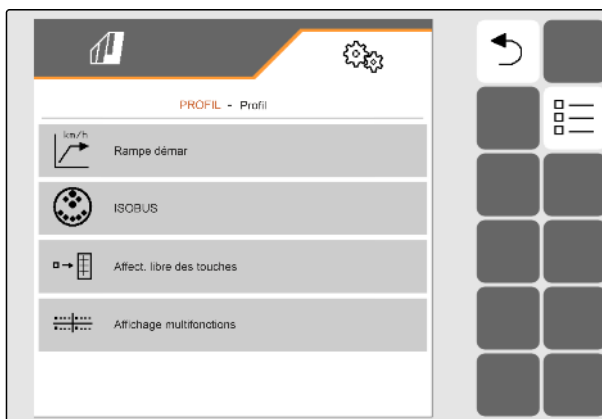 PROFIL - Profil
km/h
Rampe démar
ISOBUS
Affect. libre des touches
Affichage multifonctions